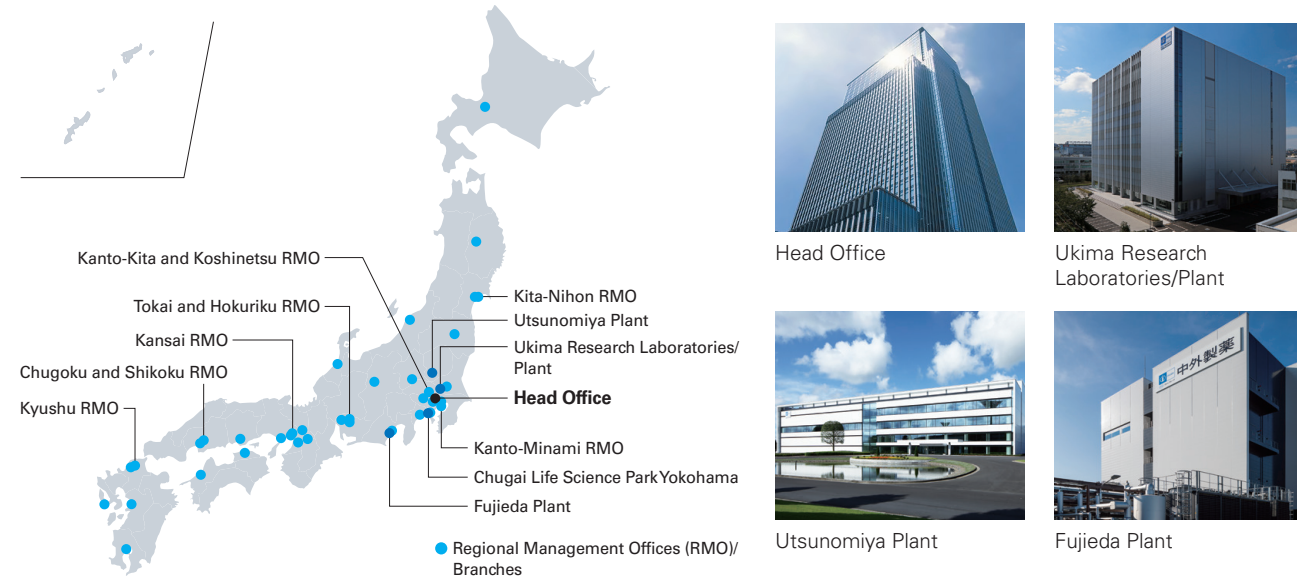 Kanto-Kita and Koshinetsu RMO
Tokai and Hokuriku RMO
Kansai RMO
Chugoku and Shikoku RMO
Kyushu RMO
Kita-Nihon RMO
Utsunomiya Plant
Ukima Research Laboratories/
Plant
Head Office
Kanto-Minami RMO
Chugai Life Science Park Yokohama
Fujieda Plant
Regional Management Offices (RMO)/
Branches
Head Office
Ukima Research
Laboratories/Plant
Utsunomiya Plant
中外製薬
Fujieda Plant